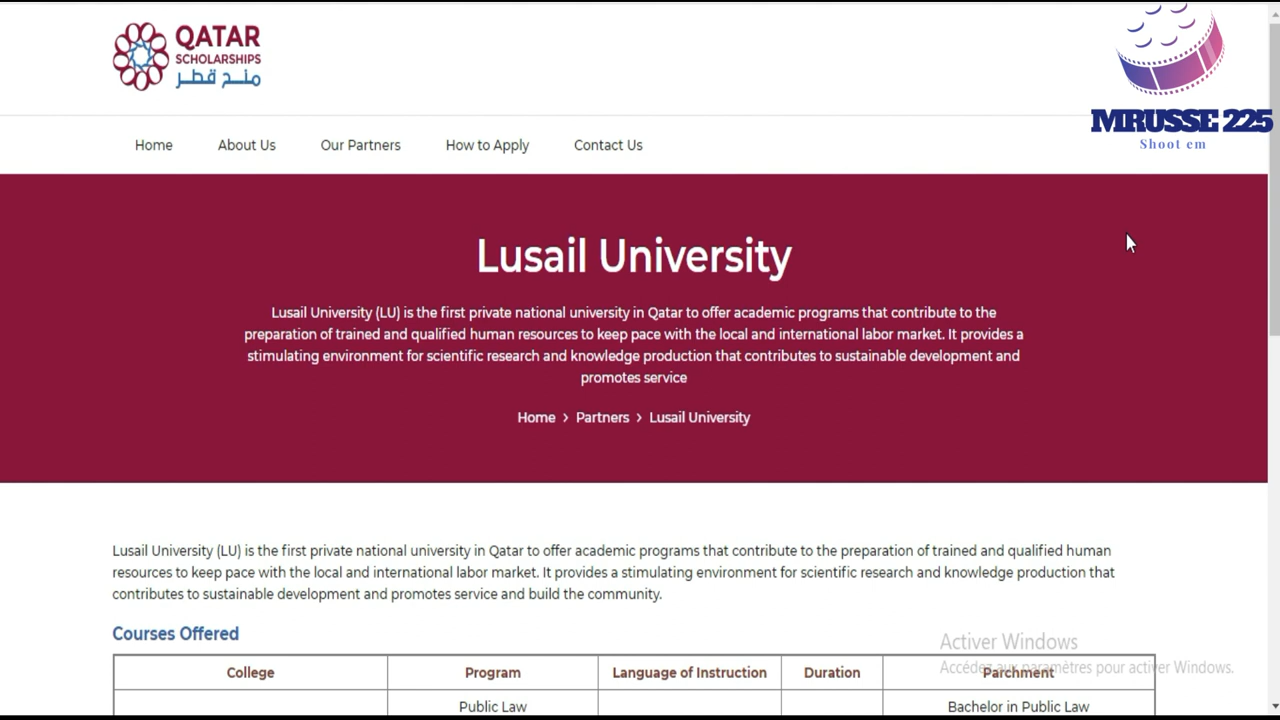 QATAR
SCHOLARSHIPS
منح قطر
MRUSSE 225
Shoot em
Home About Us Our Partners How to Apply Contact Us
Lusail University
Lusail University (LU) is the first private national university in Qatar to offer academic programs that contribute to the
preparation of trained and qualified human resources to keep pace with the local and international labor market. It provides a
stimulating environment for scientific research and knowledge production that contributes to sustainable development and
promotes service
Home › Partners › Lusail University
Lusail University (LU) is the first private national university in Qatar to offer academic programs that contribute to the preparation of trained and qualified human
resources to keep pace with the local and international labor market. It provides a stimulating environment for scientific research and knowledge production that
contributes to sustainable development and promotes service and build the community.
Courses Offered
Activer Windows
Accédez aux paramètres pour activer Windows.
College Program Language of Instruction Duration Parchment
Public Law Bachelor in Public Law